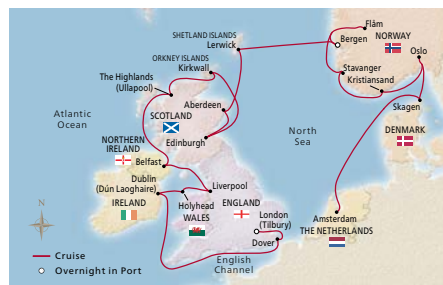 SHETLAND ISLANDS
Lerwick
Flåm
Bergen
NORWAY
Oslo
ORKNEY ISLANDS
Kirkwall
Stavanger
Kristiansand
The Highlands
(Ullapool)
Aberdeen
Skagen
Atlantic
Ocean
SCOTLAND
Edinburgh
North
Sea
DENMARK
NORTHERN
IRELAND
Belfast
Dublin
(Dún Laoghaire)
Liverpool
IRELAND
Holyhead
WALES
ENGLAND
London
(Tilbury)
Amsterdam
THE NETHERLANDS
Dover
N
English
Channel
Cruise
Overnight in Port